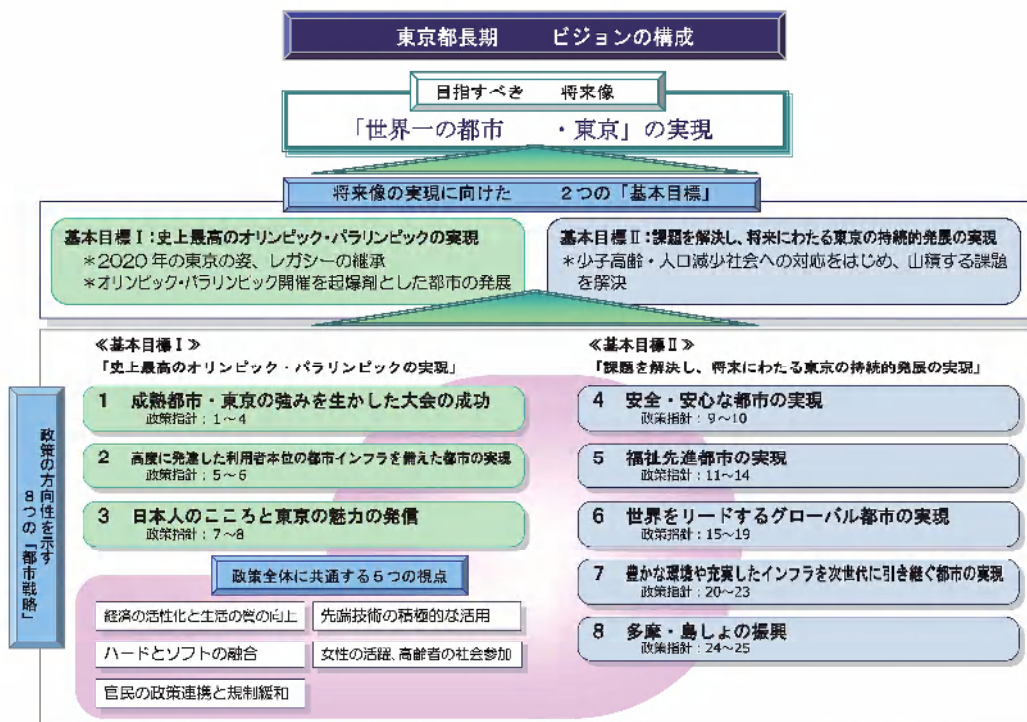 東京都長期 ビジョンの構成
目指すべき 将来像
「世界一の都市 ・東京」の実現
将来像の実現に向けた 2つの「基本目標」
基本目標Ⅰ:史上最高のオリンピック・パラリンピックの実現
*2020年の東京の姿、レガシーの継承
*オリンピック・パラリンピック開催を起爆剤とした都市の発展
基本目標Ⅱ:課題を解決し、将来にわたる東京の持続的発展の実現
*少子高齢・人口減少社会への対応をはじめ、山積する課題
を解決
政策の方向性を示す
8つの「都市戦略」
≪基本目標Ⅰ≫
「史上最高のオリンピック・パラリンピックの実現」
1 成熟都市・東京の強みを生かした大会の成功
政策指針:1~4
2 高度に発達した利用者本位の都市インフラを備えた都市の実現
政策指針:5~6
3 日本人のこころと東京の魅力の発信
政策指針:7~8
政策全体に共通する5つの視点
経済の活性化と生活の質の向上
先端技術の積極的な活用
ハードとソフトの融合
女性の活躍、高齢者の社会参加
官民の政策連携と規制緩和
≪基本目標Ⅱ≫
「課題を解決し、将来にわたる東京の持続的発展の実現」
4 安全・安心な都市の実現
政策指針:9~10
5 福祉先進都市の実現
政策指針:11~14
6 世界をリードするグローバル都市の実現
政策指針:15~19
7 豊かな環境や充実したインフラを次世代に引き継ぐ都市の実現
政策指針:20~23
8 多摩・島しょの振興
政策指針:24~25